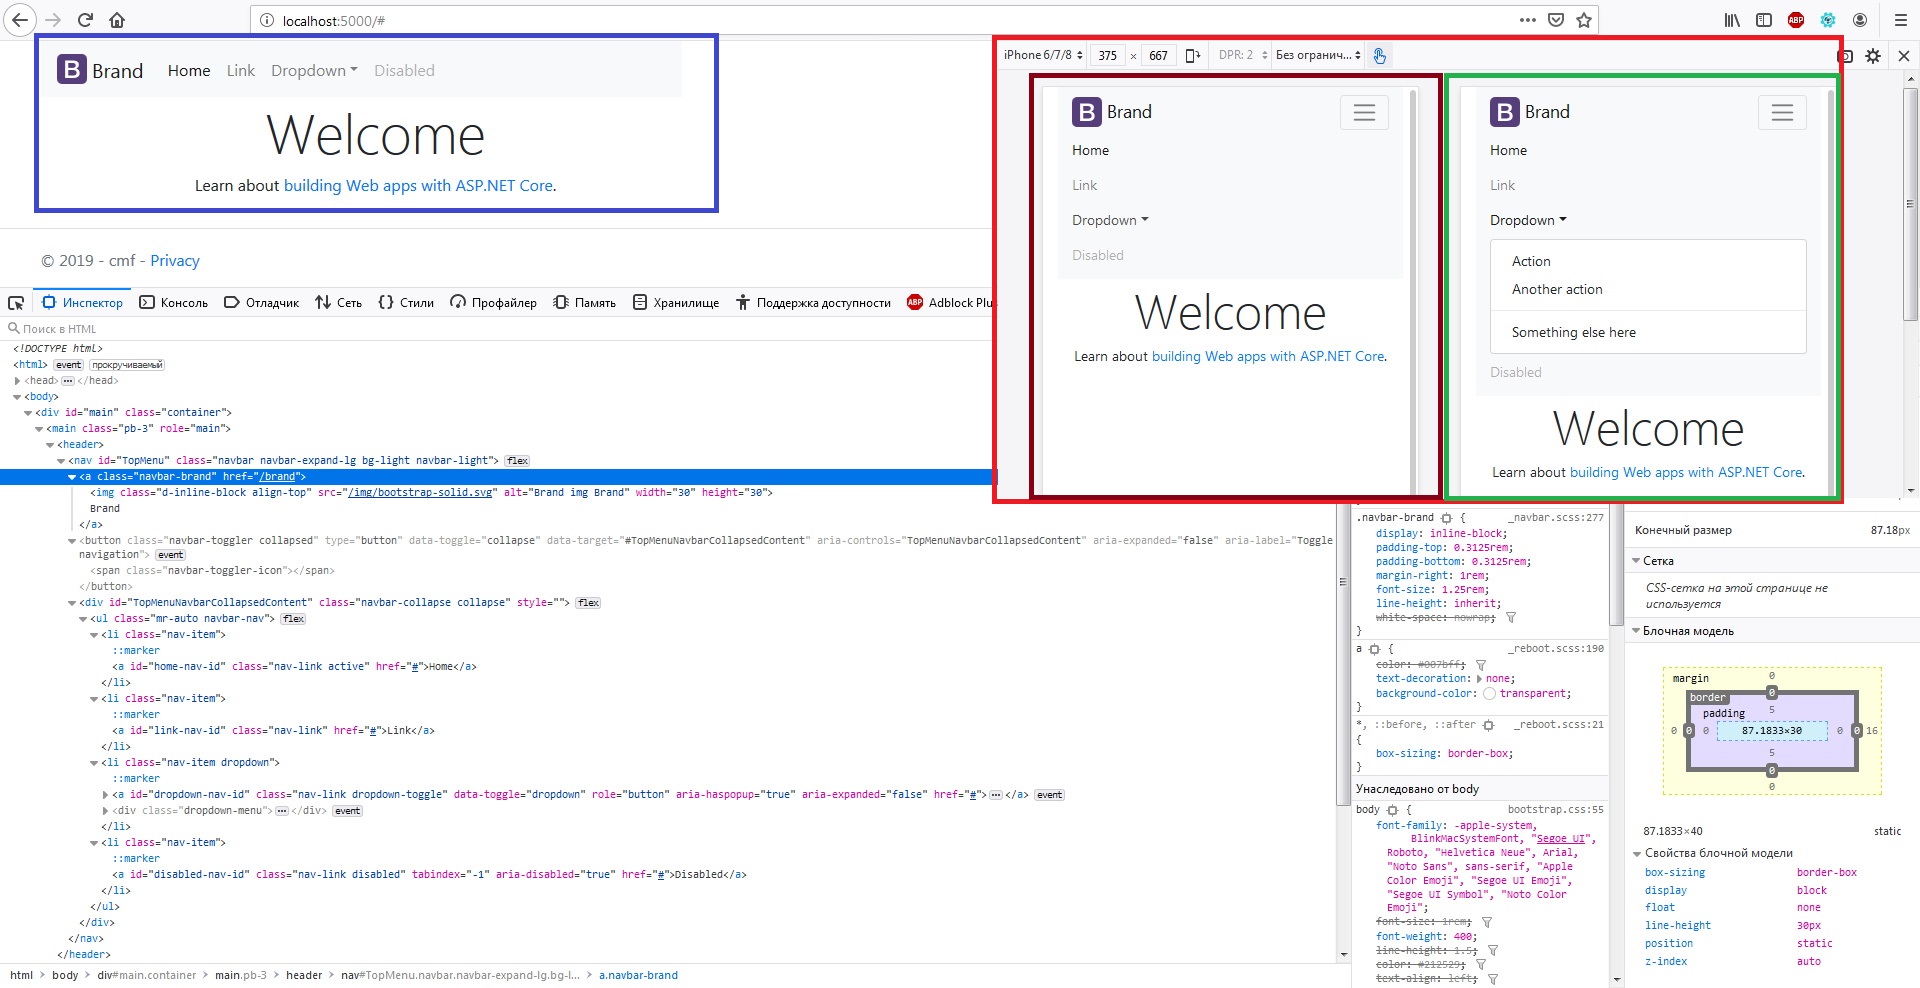 localhost:5000/#
B Brand Home Link Dropdown Disabled
Welcome
Learn about building Web apps with ASP.NET Core.
© 2019 - cmf - Privacy
iPhone 6/7/8 375 × 667 DPR: 2 Без огранич...
B Brand
Home
Link
Dropdown
Disabled
Welcome
Learn about building Web apps with ASP.NET Core.
B Brand
Home
Link
Dropdown
Action
Another action
Something else here
Disabled
Welcome
Learn about building Web apps with ASP.NET Core.
Инспектор Консоль Отладчик Сеть Стили Профайлер Память Хранилище Поддержка доступности ABP Adblock Plu
Поиск в HTML
<!DOCTYPE html>
<html> event прокручиваемый
<head> ... </head>
<body>
<div id="main" class="container">
<main class="pb-3" role="main">
<header>
<nav id="TopMenu" class="navbar navbar-expand-lg bg-light navbar-light"> flex
<a class="navbar-brand" href="/brand">
<img class="d-inline-block align-top" src="/img/bootstrap-solid.svg" alt="Brand img Brand" width="30" height="30">
Brand
</a>
<button class="navbar-toggler collapsed" type="button" data-toggle="collapse" data-target="#TopMenuNavbarCollapsedContent" aria-controls="TopMenuNavbarCollapsedContent" aria-expanded="false" aria-label="Toggle
navigation"> event
<span class="navbar-toggler-icon"></span>
</button>
<div id="TopMenuNavbarCollapsedContent" class="navbar-collapse collapse" style=""> flex
<ul class="mr-auto navbar-nav"> flex
<li class="nav-item">
::marker
<a id="home-nav-id" class="nav-link active" href="#">Home</a>
</li>
<li class="nav-item">
::marker
<a id="link-nav-id" class="nav-link" href="#">Link</a>
</li>
<li class="nav-item dropdown">
::marker
<a id="dropdown-nav-id" class="nav-link dropdown-toggle" data-toggle="dropdown" role="button" aria-haspopup="true" aria-expanded="false" href="#"> ... </a> event
<div class="dropdown-menu"> ... </div> event
</li>
<li class="nav-item">
::marker
<a id="disabled-nav-id" class="nav-link disabled" tabindex="-1" aria-disabled="true" href="#">Disabled</a>
</li>
</ul>
</div>
</nav>
</header>
html > body > div#main.container > main.pb-3 > header > nav#TopMenu.navbar.navbar-expand-lg.bg-l... > a.navbar-brand
.navbar-brand { _navbar.scss:277
display: inline-block;
padding-top: 0.3125rem;
padding-bottom: 0.3125rem;
margin-right: 1rem;
font-size: 1.25rem;
line-height: inherit;
white-space: nowrap;
}
a { _reboot.scss:190
color: #007bff;
text-decoration: none;
background-color: transparent;
}
*, ::before, ::after _reboot.scss:21
{
box-sizing: border-box;
}
Унаследовано от body
body { bootstrap.css:55
font-family: -apple-system,
BlinkMacSystemFont, "Segoe UI",
Roboto, "Helvetica Neue", Arial,
"Noto Sans", sans-serif, "Apple
Color Emoji", "Segoe UI Emoji",
"Segoe UI Symbol", "Noto Color
Emoji";
font-size: 1rem;
font-weight: 400;
line-height: 1.5;
color: #212529;
text-align: left;
Конечный размер 87.18px
Сетка
CSS-сетка на этой странице не
используется
Блочная модель
margin 0
border 0
padding 5
0 0 0 87.1833×30 0 0 16
5
0
0
87.1833×40 static
Свойства блочной модели
box-sizing border-box
display block
float none
line-height 30px
position static
z-index auto